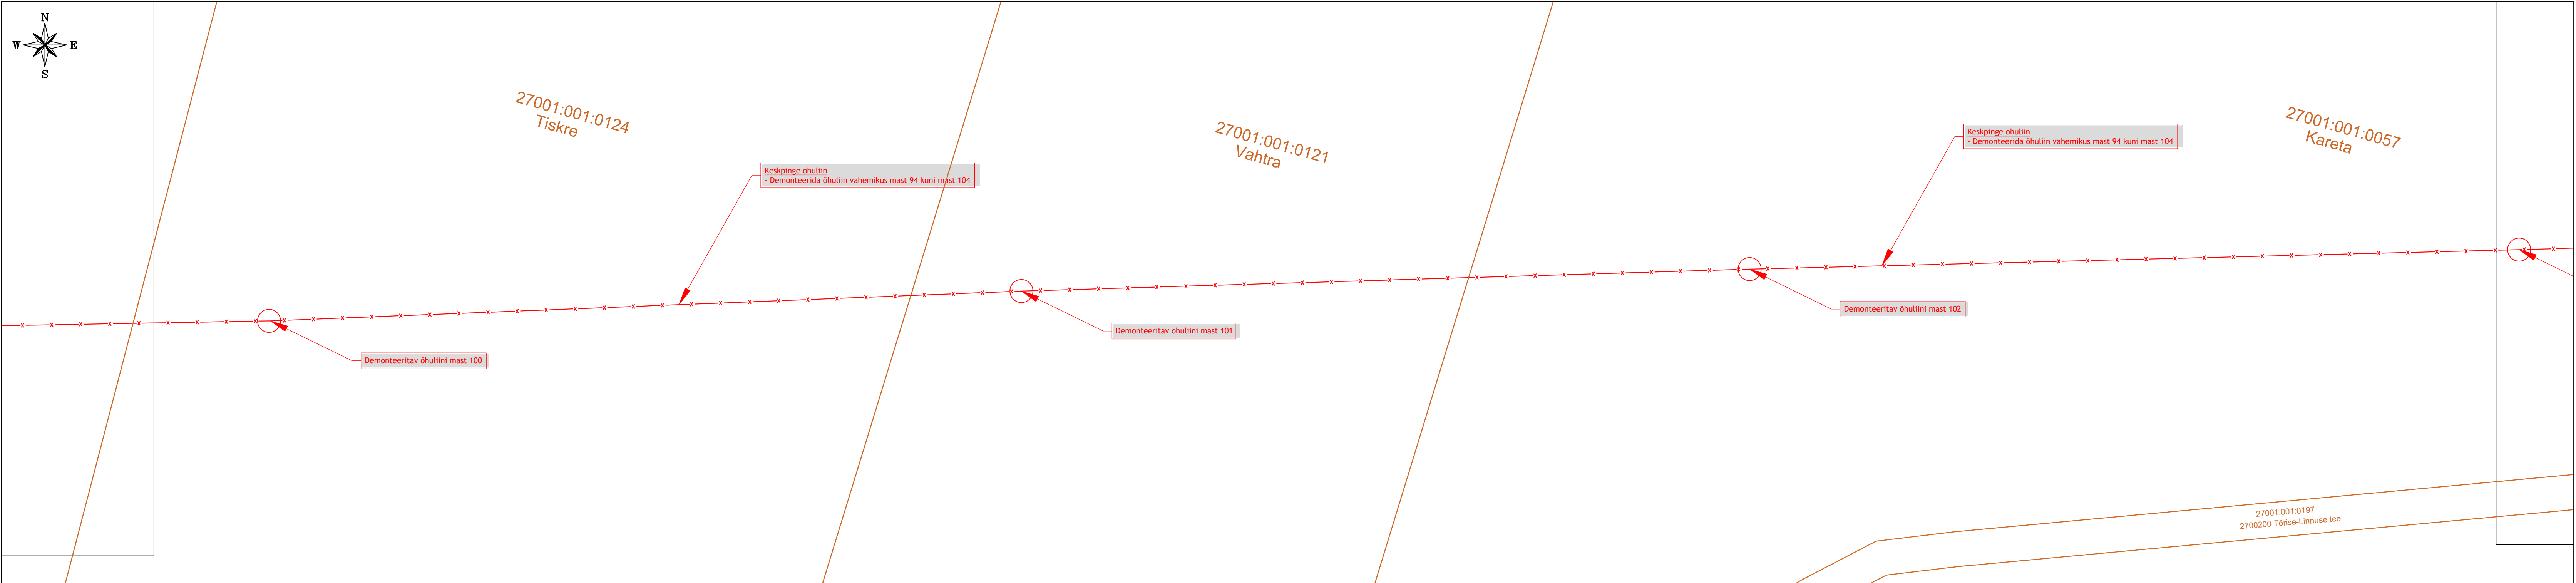 N
W E
S
27001:001:0124
Tiskre
27001:001:0121
Vahtra
27001:001:0057
Kareta
Keskpinge õhuliin
- Demonteerida õhuliin vahemikus mast 94 kuni mast 104
Keskpinge õhuliin
- Demonteerida õhuliin vahemikus mast 94 kuni mast 104
Demonteeritav õhuliini mast 100
Demonteeritav õhuliini mast 101
Demonteeritav õhuliini mast 102
27001:001:0197
2700200 Tõrise-Linnuse tee